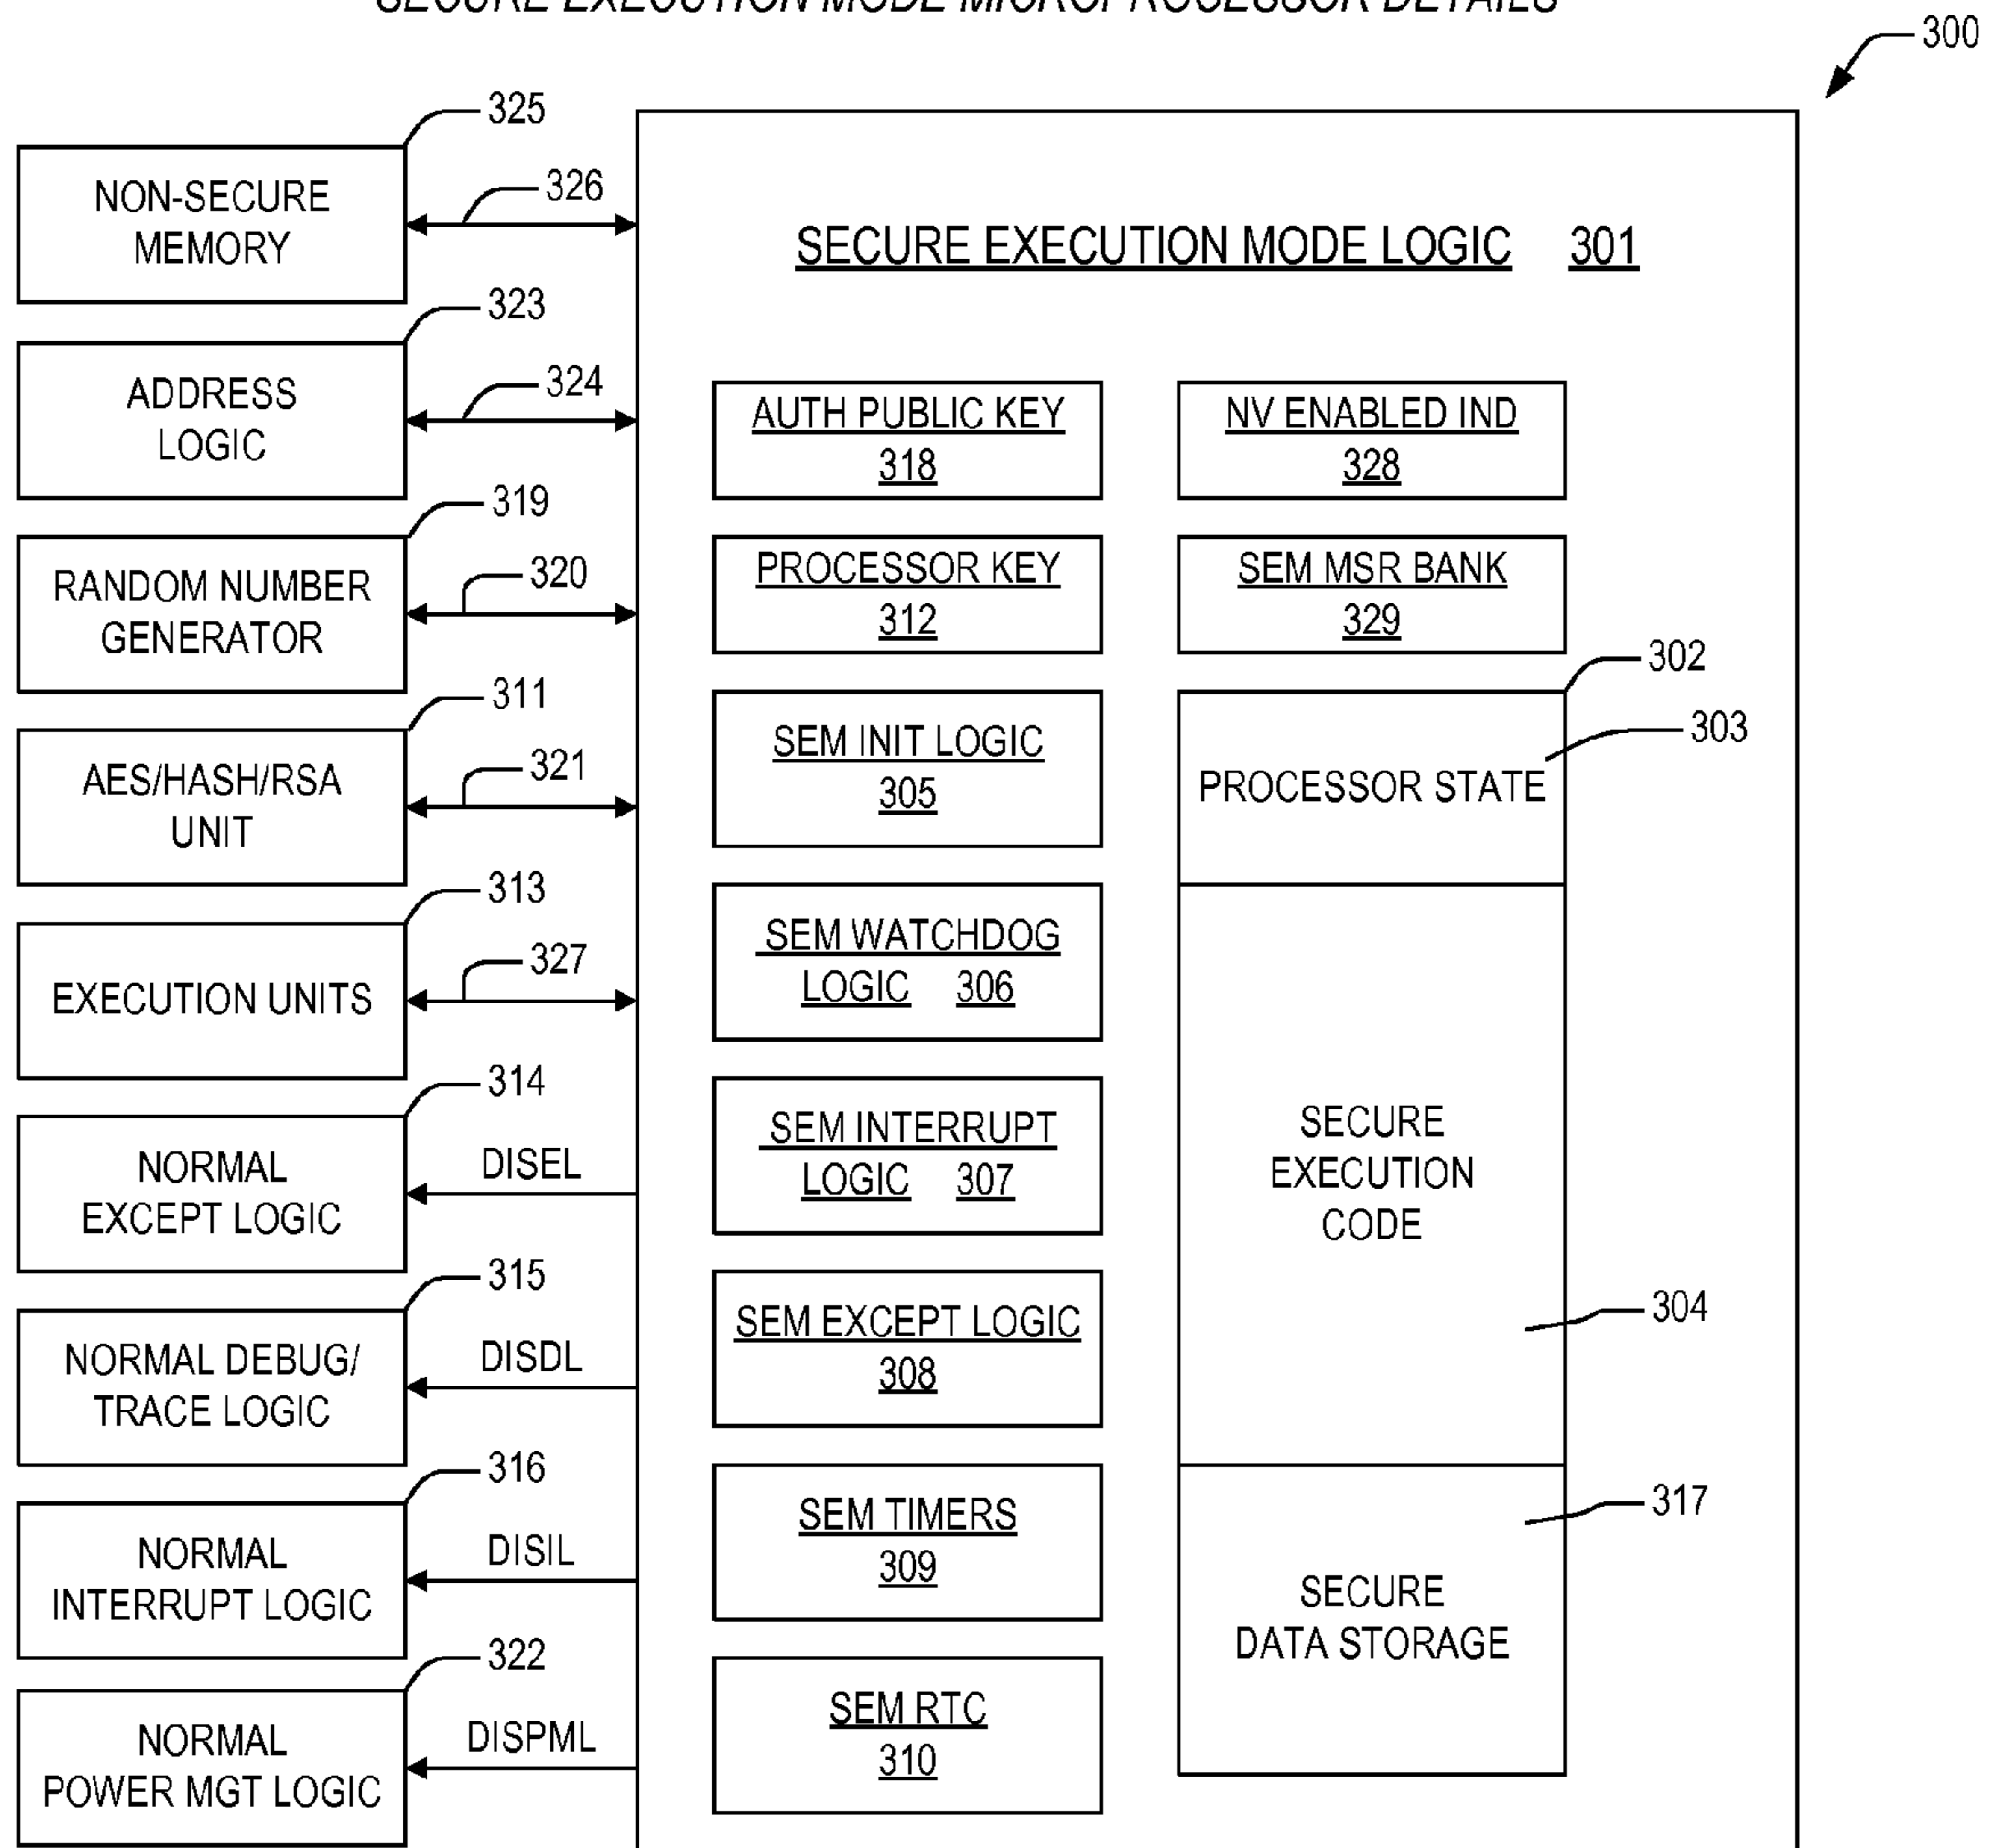 SECURE EXECUTION MODE MICROPROCESSOR DETAILS
300
325
NON-SECURE
MEMORY
326
SECURE EXECUTION MODE LOGIC 301
323
ADDRESS
LOGIC
324
AUTH PUBLIC KEY
318
NV ENABLED IND
328
319
RANDOM NUMBER
GENERATOR
320
PROCESSOR KEY
312
SEM MSR BANK
329
302
303
311
AES/HASH/RSA
UNIT
321
SEM INIT LOGIC
305
PROCESSOR STATE
313
EXECUTION UNITS
327
SEM WATCHDOG
LOGIC 306
314
NORMAL
EXCEPT LOGIC
DISEL
SEM INTERRUPT
LOGIC 307
SECURE
EXECUTION
CODE
304
315
NORMAL DEBUG/
TRACE LOGIC
DISDL
SEM EXCEPT LOGIC
308
316
NORMAL
INTERRUPT LOGIC
DISIL
SEM TIMERS
309
317
SECURE
DATA STORAGE
322
NORMAL
POWER MGT LOGIC
DISPML
SEM RTC
310